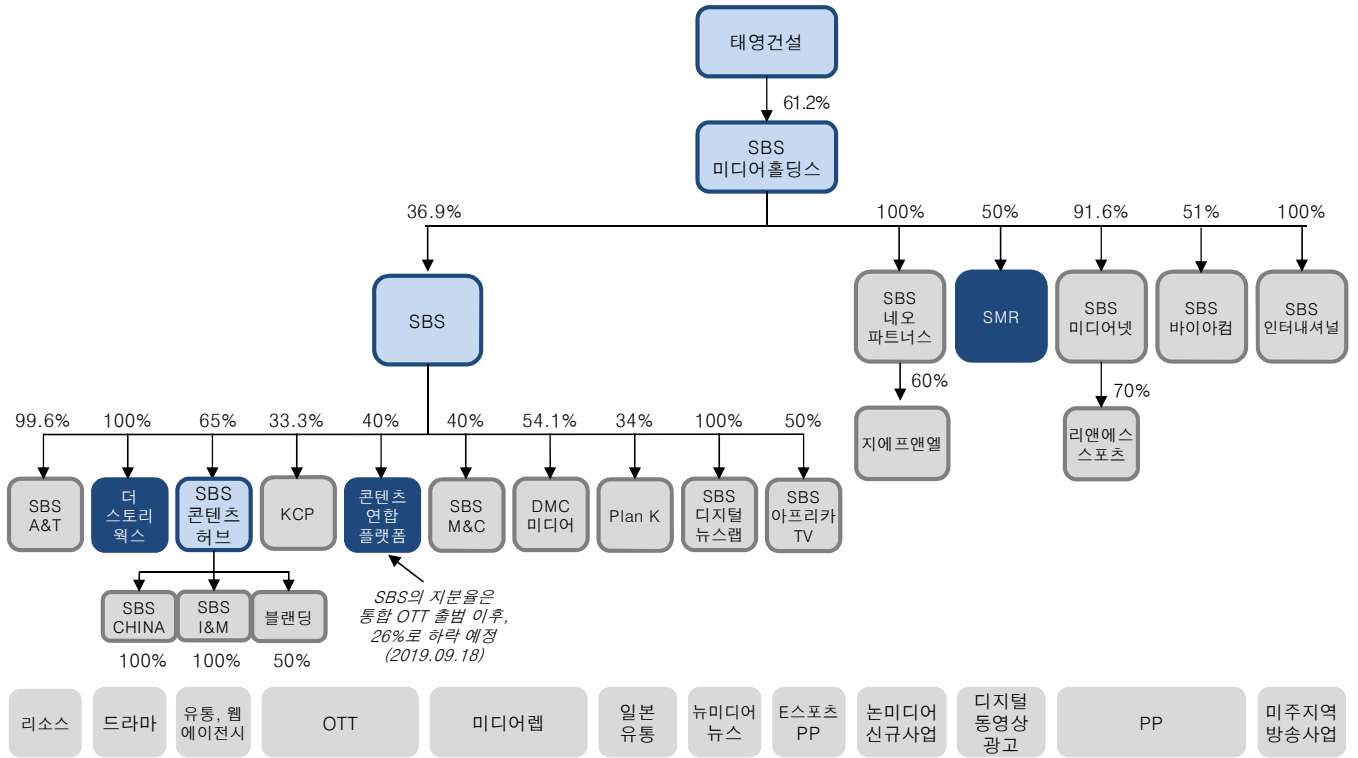 태영건설
61.2%
SBS
미디어홀딩스
36.9%
100%
50%
91.6%
51%
100%
SBS
SBS
네오
파트너스
SMR
SBS
미디어넷
SBS
바이아컴
SBS
인터내셔널
60%
70%
지에프앤엘
리앤에스
스포츠
99.6%
100%
65%
33.3%
40%
40%
54.1%
34%
100%
50%
SBS
A&T
더
스토리
웍스
SBS
콘텐츠
허브
KCP
콘텐츠
연합
플랫폼
SBS
M&C
DMC
미디어
Plan K
SBS
디지털
뉴스랩
SBS
아프리카
TV
SBS
CHINA
SBS
I&M
블랜딩
100%
100%
50%
SBS의 지분율은
통합 OTT 출범 이후,
26%로 하락 예정
(2019.09.18)
리소스
드라마
유통, 웹
에이전시
OTT
미디어렙
일본
유통
뉴미디어
뉴스
E스포츠
PP
논미디어
신규사업
디지털
동영상
광고
PP
미주지역
방송사업